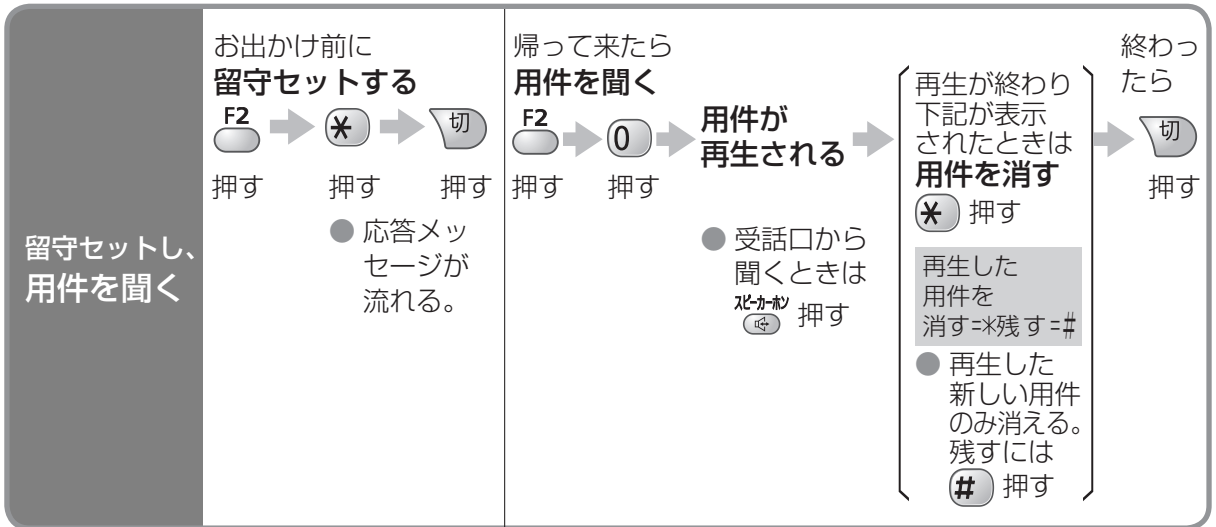 留守セットし、
用件を聞く
お出かけ前に
留守セットする
F2
切
押す
押す
押す
● 応答メッ
セージが
流れる。
帰って来たら
用件を聞く
F2
0
押す
押す
用件が
再生される
● 受話口から
聞くときは
スピーカーホン
押す
再生が終わり
下記が表示
されたときは
用件を消す
* 押す
再生した
用件を
消す=*残す=#
● 再生した
新しい用件
のみ消える。
残すには
# 押す
終わっ
たら
切
押す